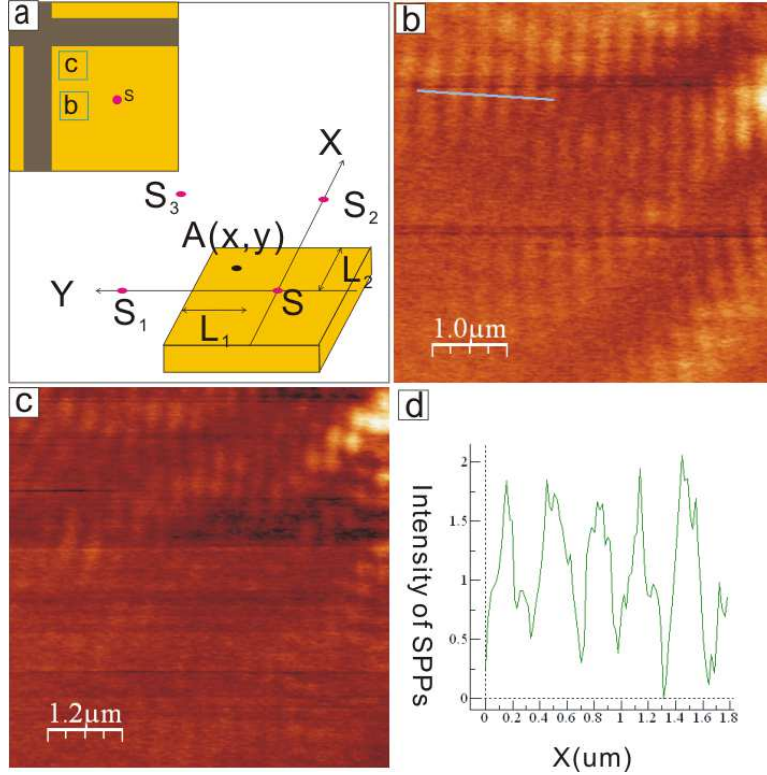 a
c
b
S
X
S₃
S₂
A(x,y)
Y
L₂
S₁
S
L₁
b
1.0µm
c
1.2µm
d
Intensity of SPPs
2
1.5
1
0.5
0
0 0.2 0.4 0.6 0.8 1 1.2 1.4 1.6 1.8
X(um)